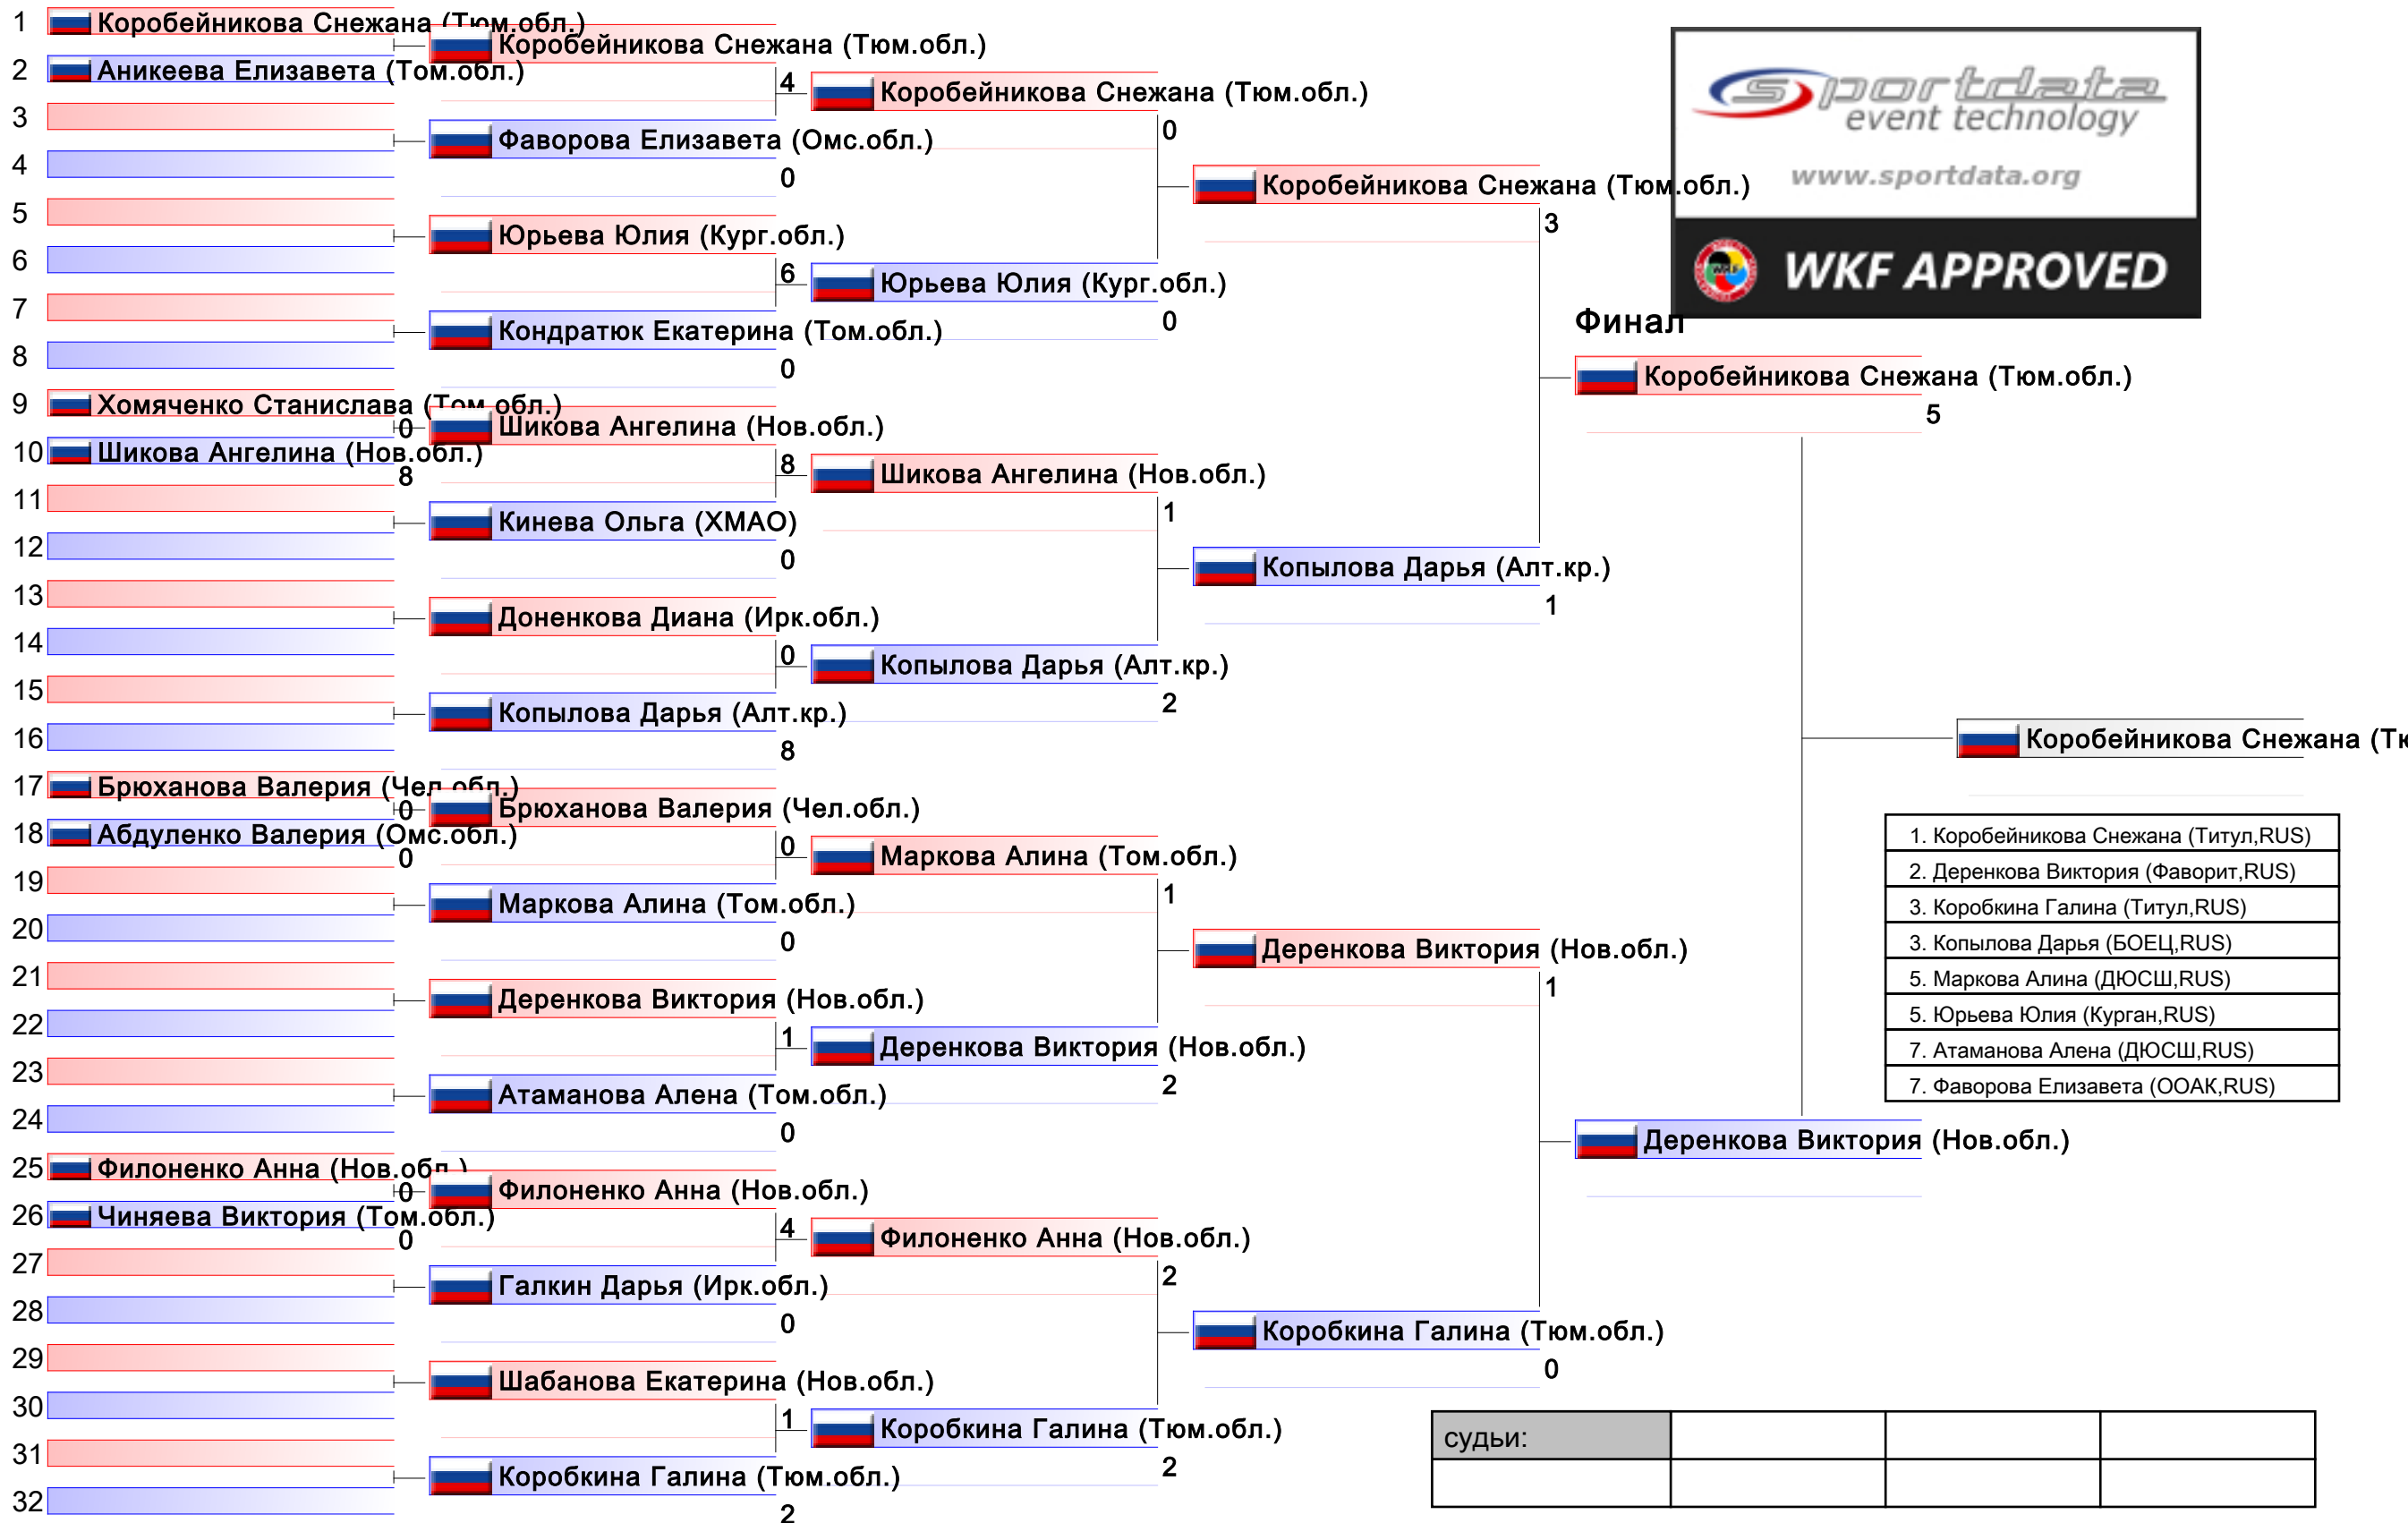 1 Коробейникова Снежана (Тюм.обл.)
2 Аникеева Елизавета (Том.обл.)
3
4
5
6
7
8
9 Хомяченко Станислава (Том.обл.)
0
10 Шикова Ангелина (Нов.обл.)
8
11
12
13
14
15
16
17 Брюханова Валерия (Чел.обл.)
0
18 Абдуленко Валерия (Омс.обл.)
0
19
20
21
22
23
24
25 Филоненко Анна (Нов.обл.)
0
26 Чиняева Виктория (Том.обл.)
0
27
28
29
30
31
32
Коробейникова Снежана (Тюм.обл.)
4
Фаворова Елизавета (Омс.обл.)
0
Юрьева Юлия (Кург.обл.)
6
Кондратюк Екатерина (Том.обл.)
0
Шикова Ангелина (Нов.обл.)
8
Кинева Ольга (ХМАО)
0
Доненкова Диана (Ирк.обл.)
0
Копылова Дарья (Алт.кр.)
8
Брюханова Валерия (Чел.обл.)
0
Маркова Алина (Том.обл.)
0
Деренкова Виктория (Нов.обл.)
1
Атаманова Алена (Том.обл.)
0
Филоненко Анна (Нов.обл.)
4
Галкин Дарья (Ирк.обл.)
0
Шабанова Екатерина (Нов.обл.)
1
Коробкина Галина (Тюм.обл.)
2
Коробейникова Снежана (Тюм.обл.)
0
Юрьева Юлия (Кург.обл.)
0
Шикова Ангелина (Нов.обл.)
1
Копылова Дарья (Алт.кр.)
2
Маркова Алина (Том.обл.)
1
Деренкова Виктория (Нов.обл.)
2
Филоненко Анна (Нов.обл.)
2
Коробкина Галина (Тюм.обл.)
2
Коробейникова Снежана (Тюм.обл.)
3
Копылова Дарья (Алт.кр.)
1
Деренкова Виктория (Нов.обл.)
1
Коробкина Галина (Тюм.обл.)
0
sportdata
event technology
www.sportdata.org
WKF
WKF APPROVED
Финал
Коробейникова Снежана (Тюм.обл.)
5
Деренкова Виктория (Нов.обл.)
Коробейникова Снежана (Тю
1. Коробейникова Снежана (Титул,RUS)
2. Деренкова Виктория (Фаворит,RUS)
3. Коробкина Галина (Титул,RUS)
3. Копылова Дарья (БОЕЦ,RUS)
5. Маркова Алина (ДЮСШ,RUS)
5. Юрьева Юлия (Курган,RUS)
7. Атаманова Алена (ДЮСШ,RUS)
7. Фаворова Елизавета (ООАК,RUS)
судьи: